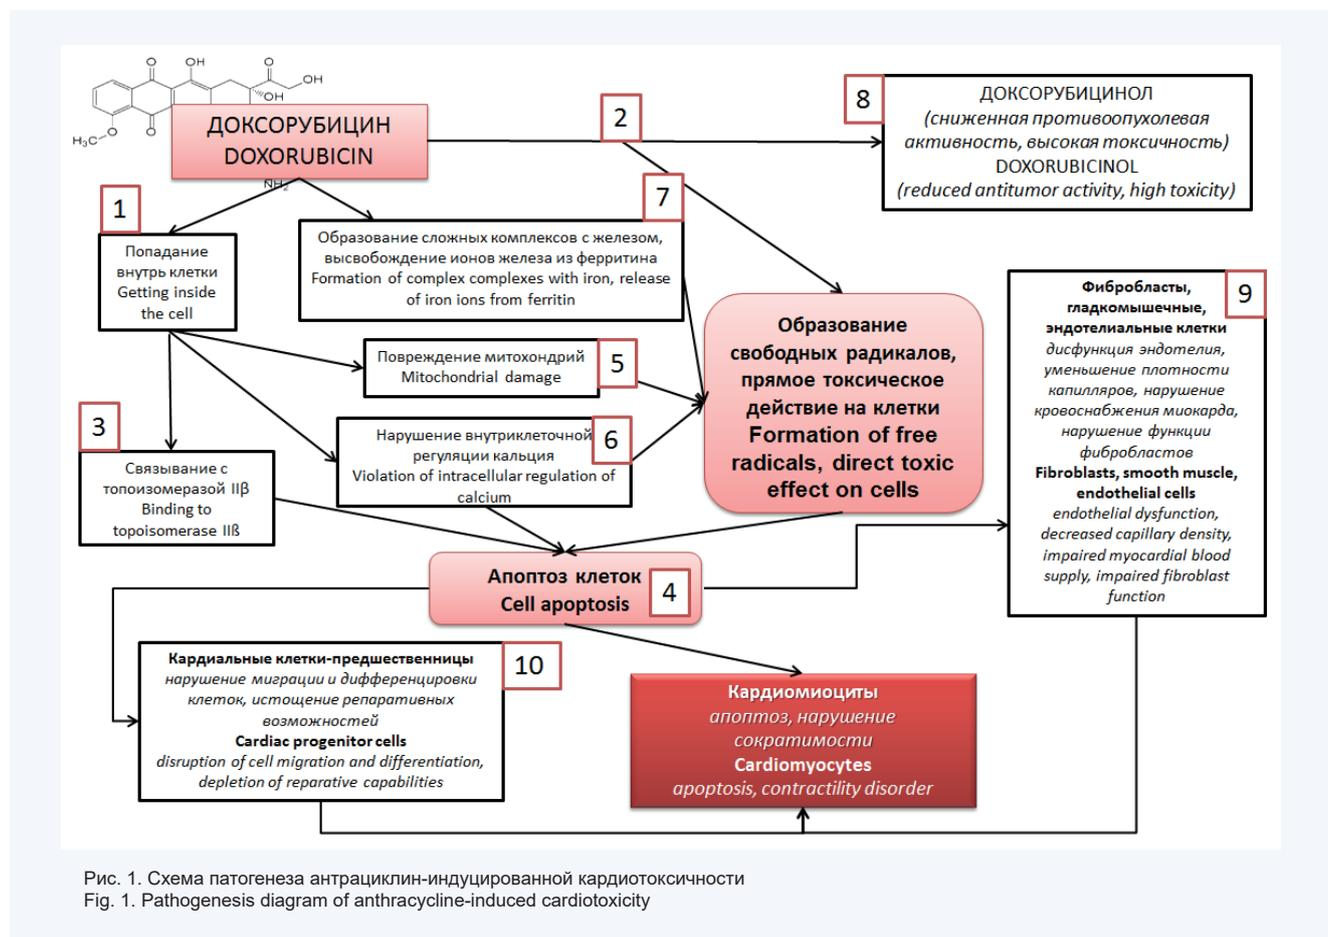 O
OH
O
OH
OH
O
O
H₃C
NH₂
ДОКСОРУБИЦИН
DOXORUBICIN
2
8
ДОКСОРУБИЦИНОЛ
(сниженная противоопухолевая
активность, высокая токсичность)
DOXORUBICINOL
(reduced antitumor activity, high toxicity)
1
Попадание
внутрь клетки
Getting inside
the cell
7
Образование сложных комплексов с железом,
высвобождение ионов железа из ферритина
Formation of complex complexes with iron, release
of iron ions from ferritin
5
Повреждение митохондрий
Mitochondrial damage
6
Нарушение внутриклеточной
регуляции кальция
Violation of intracellular regulation of
calcium
3
Связывание с
топоизомеразой IIβ
Binding to
topoisomerase IIß
Образование
свободных радикалов,
прямое токсическое
действие на клетки
Formation of free
radicals, direct toxic
effect on cells
9
Фибробласты,
гладкомышечные,
эндотелиальные клетки
дисфункция эндотелия,
уменьшение плотности
капилляров, нарушение
кровоснабжения миокарда,
нарушение функции
фибробластов
Fibroblasts, smooth muscle,
endothelial cells
endothelial dysfunction,
decreased capillary density,
impaired myocardial blood
supply, impaired fibroblast
function
Апоптоз клеток
Cell apoptosis
4
10
Кардиальные клетки-предшественницы
нарушение миграции и дифференцировки
клеток, истощение репаративных
возможностей
Cardiac progenitor cells
disruption of cell migration and differentiation,
depletion of reparative capabilities
Кардиомиоциты
апоптоз, нарушение
сократимости
Cardiomyocytes
apoptosis, contractility disorder
Рис. 1. Схема патогенеза антрациклин-индуцированной кардиотоксичности
Fig. 1. Pathogenesis diagram of anthracycline-induced cardiotoxicity